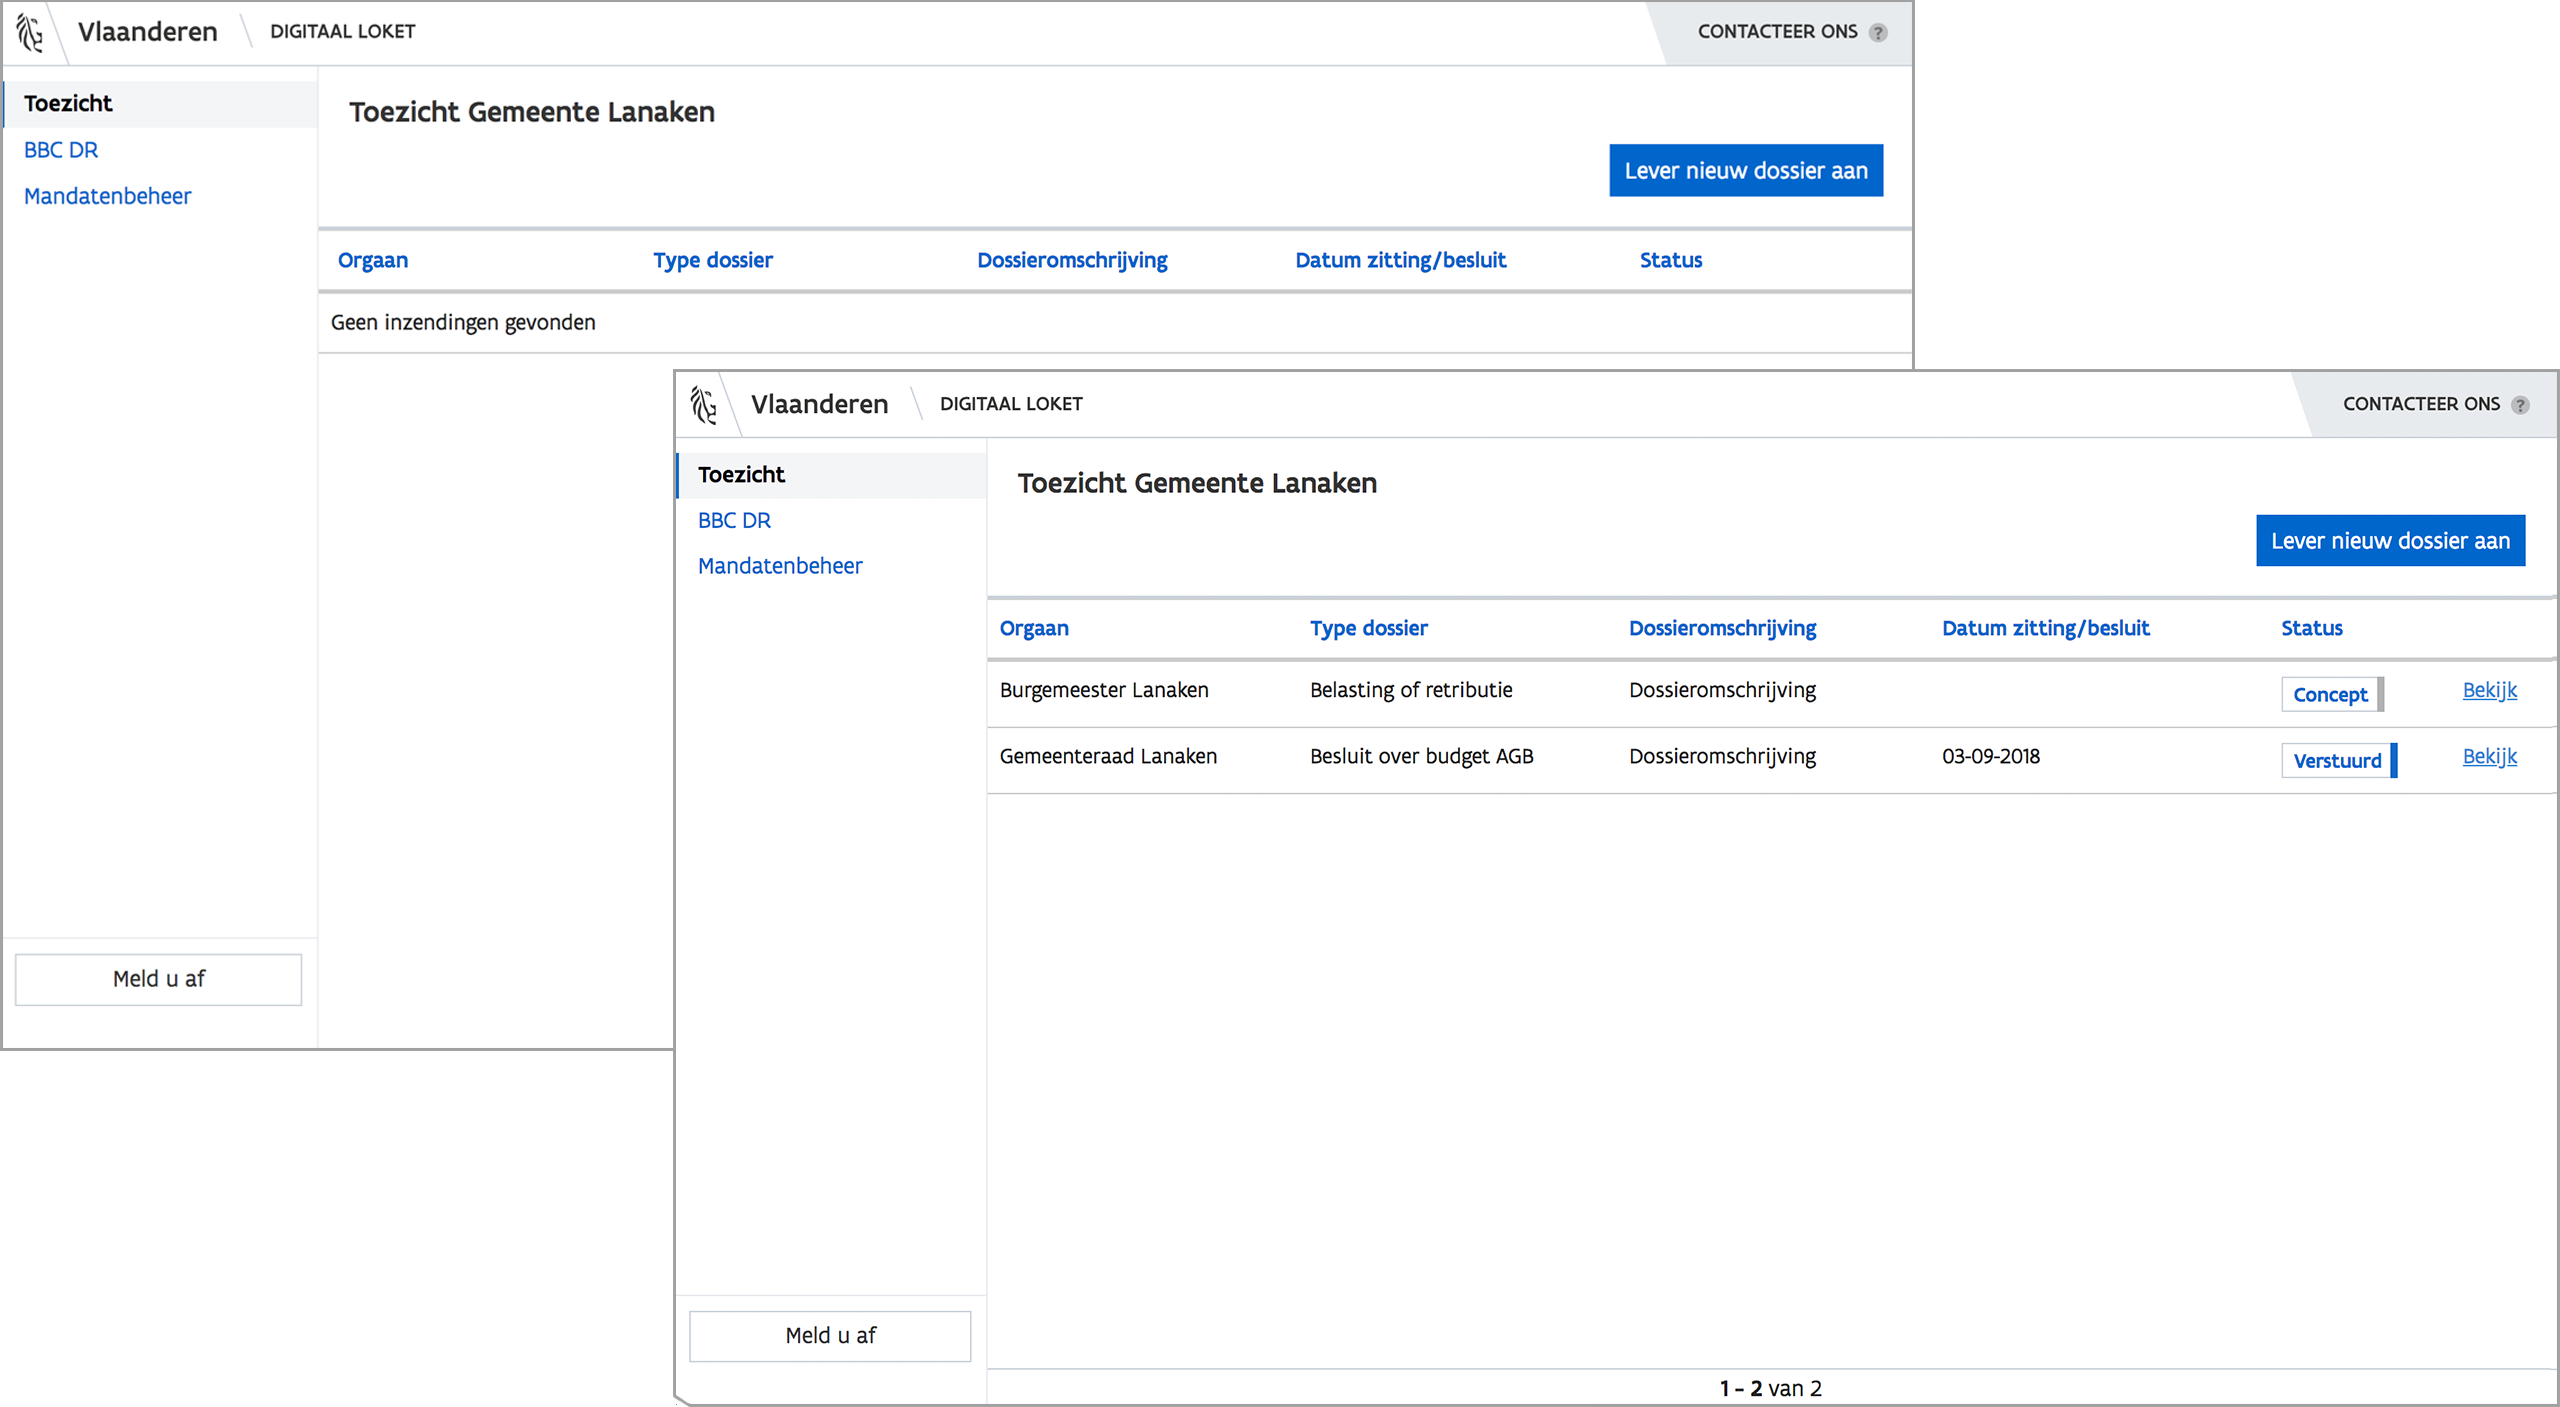 Vlaanderen DIGITAAL LOKET CONTACTEER ONS ?
Toezicht
BBC DR
Mandatenbeheer
Toezicht Gemeente Lanaken
Lever nieuw dossier aan
Orgaan Type dossier Dossieromschrijving Datum zitting/besluit Status
Geen inzendingen gevonden
Meld u af
Vlaanderen DIGITAAL LOKET CONTACTEER ONS ?
Toezicht
BBC DR
Mandatenbeheer
Toezicht Gemeente Lanaken
Lever nieuw dossier aan
Orgaan Type dossier Dossieromschrijving Datum zitting/besluit Status
Burgemeester Lanaken Belasting of retributie Dossieromschrijving Concept Bekijk
Gemeenteraad Lanaken Besluit over budget AGB Dossieromschrijving 03-09-2018 Verstuurd Bekijk
Meld u af
1 - 2 van 2